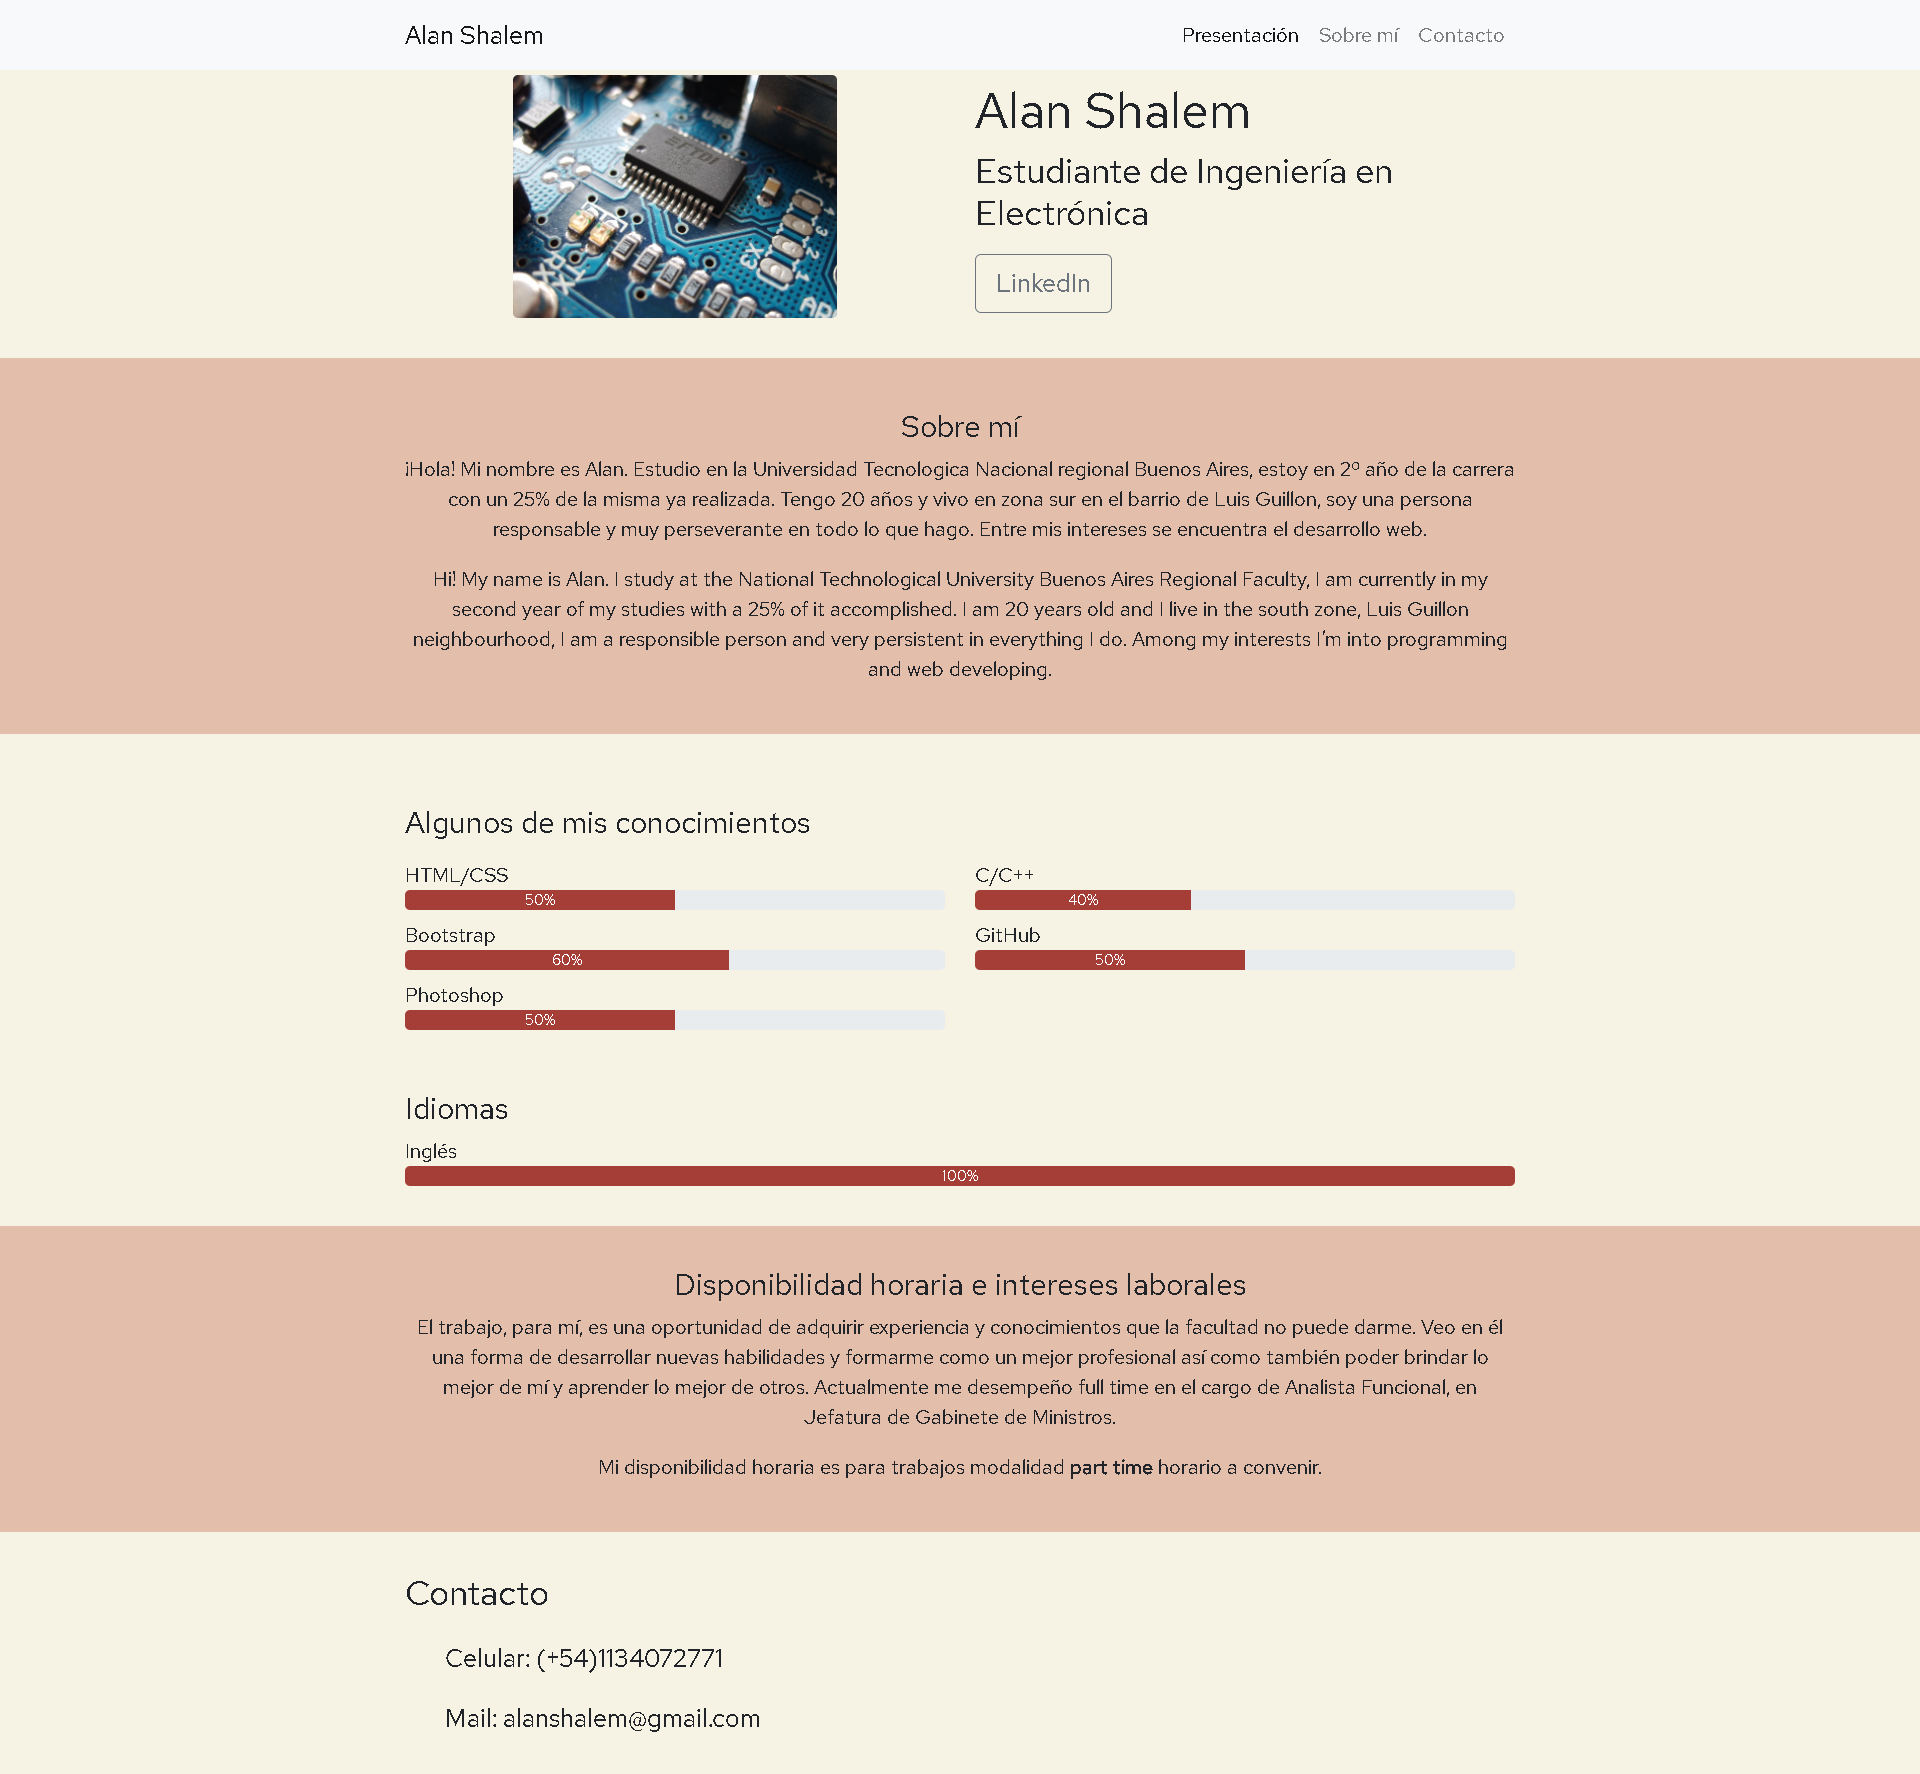 Alan Shalem
Presentación
Sobre mí
Contacto
Alan Shalem
Estudiante de Ingeniería en
Electrónica
LinkedIn
Sobre mí
¡Hola! Mi nombre es Alan. Estudio en la Universidad Tecnologica Nacional regional Buenos Aires, estoy en 2º año de la carrera
con un 25% de la misma ya realizada. Tengo 20 años y vivo en zona sur en el barrio de Luis Guillon, soy una persona
responsable y muy perseverante en todo lo que hago. Entre mis intereses se encuentra el desarrollo web.
Hi! My name is Alan. I study at the National Technological University Buenos Aires Regional Faculty, I am currently in my
second year of my studies with a 25% of it accomplished. I am 20 years old and I live in the south zone, Luis Guillon
neighbourhood, I am a responsible person and very persistent in everything I do. Among my interests I'm into programming
and web developing.
Algunos de mis conocimientos
HTML/CSS
50%
C/C++
40%
Bootstrap
60%
GitHub
50%
Photoshop
50%
Idiomas
Inglés
100%
Disponibilidad horaria e intereses laborales
El trabajo, para mí, es una oportunidad de adquirir experiencia y conocimientos que la facultad no puede darme. Veo en él
una forma de desarrollar nuevas habilidades y formarme como un mejor profesional así como también poder brindar lo
mejor de mí y aprender lo mejor de otros. Actualmente me desempeño full time en el cargo de Analista Funcional, en
Jefatura de Gabinete de Ministros.
Mi disponibilidad horaria es para trabajos modalidad part time horario a convenir.
Contacto
Celular: (+54)1134072771
Mail: alanshalem@gmail.com